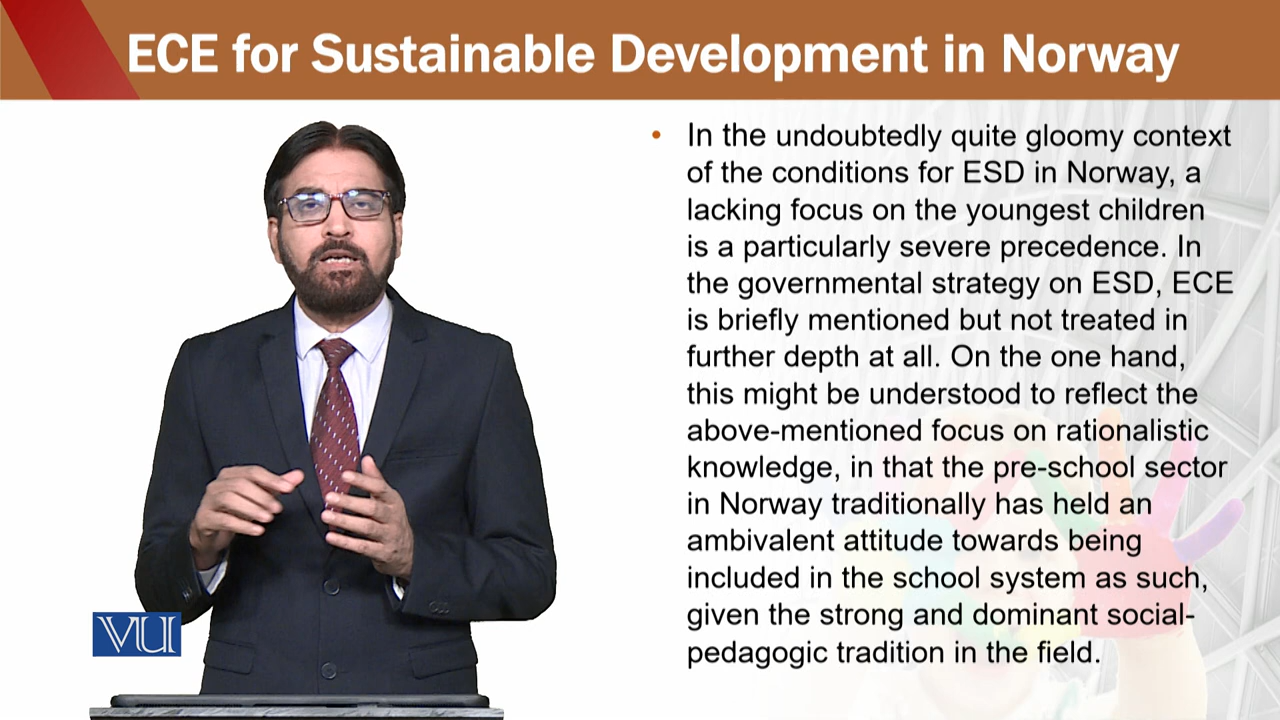 ECE for Sustainable Development in Norway
• In the undoubtedly quite gloomy context
of the conditions for ESD in Norway, a
lacking focus on the youngest children
is a particularly severe precedence. In
the governmental strategy on ESD, ECE
is briefly mentioned but not treated in
further depth at all. On the one hand,
this might be understood to reflect the
above-mentioned focus on rationalistic
knowledge, in that the pre-school sector
in Norway traditionally has held an
ambivalent attitude towards being
included in the school system as such,
given the strong and dominant social-
pedagogic tradition in the field.
VU